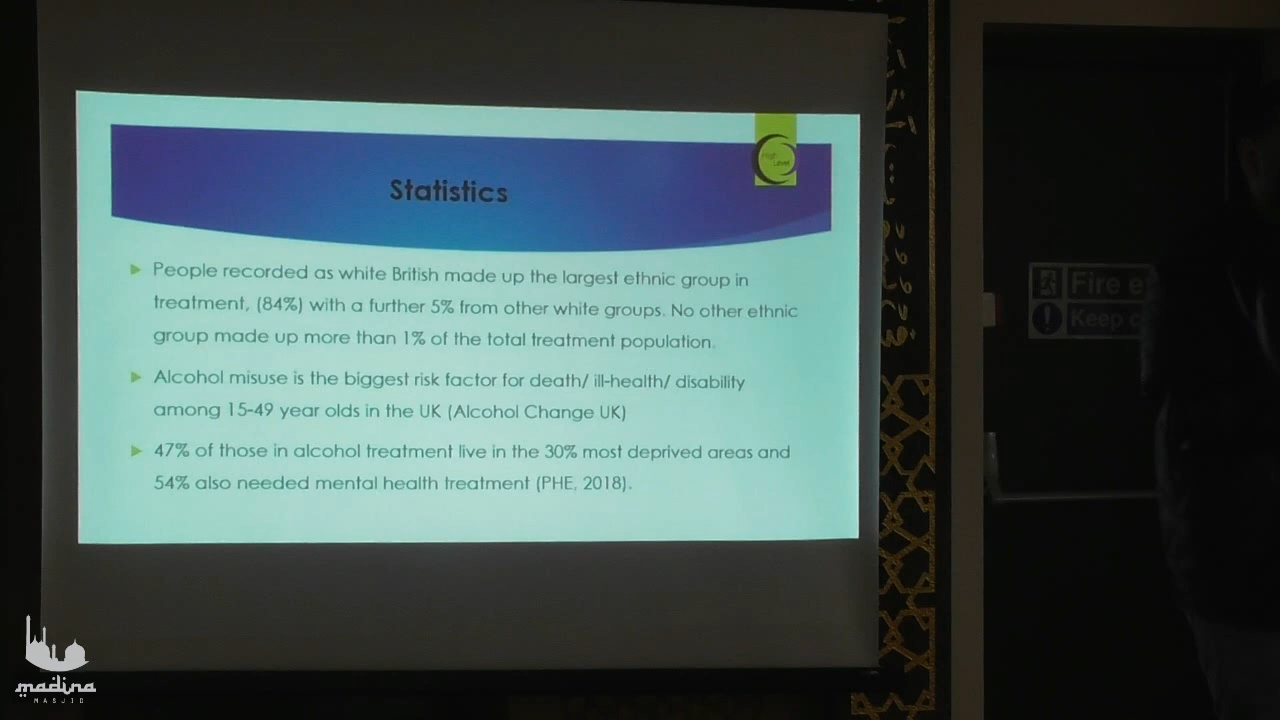 Statistics
High
Level
People recorded as white British made up the largest ethnic group in
treatment, (84%) with a further 5% from other white groups. No other ethnic
group made up more than 1% of the total treatment population.
Alcohol misuse is the biggest risk factor for death/ ill-health/ disability
among 15-49 year olds in the UK (Alcohol Change UK)
47% of those in alcohol treatment live in the 30% most deprived areas and
54% also needed mental health treatment (PHE, 2018).
Fire e
Keep c
madina
MASJID